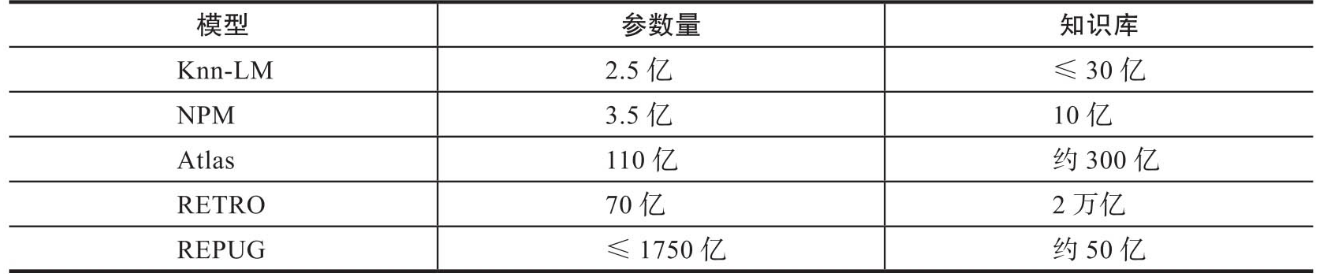 模型 参数量 知识库
Knn-LM 2.5 亿 ≤ 30 亿
NPM 3.5 亿 10 亿
Atlas 110 亿 约 300 亿
RETRO 70 亿 2 万亿
REPUG ≤ 1750 亿 约 50 亿